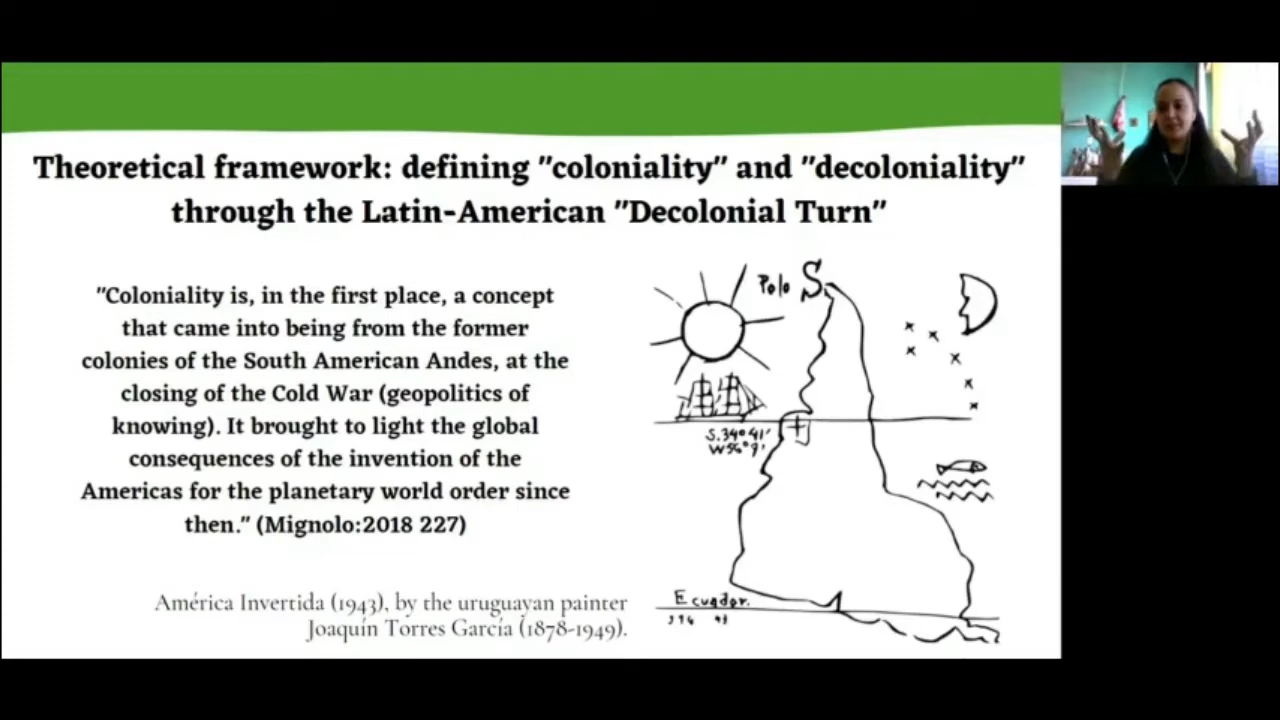 Theoretical framework: defining "coloniality" and "decoloniality"
through the Latin-American "Decolonial Turn"
"Coloniality is, in the first place, a concept
that came into being from the former
colonies of the South American Andes, at the
closing of the Cold War (geopolitics of
knowing). It brought to light the global
consequences of the invention of the
Americas for the planetary world order since
then." (Mignolo:2018 227)
América Invertida (1943), by the uruguayan painter
Joaquín Torres García (1878-1949).
Polo S.
S.34° 41'
W56° 9'
Ecuador.